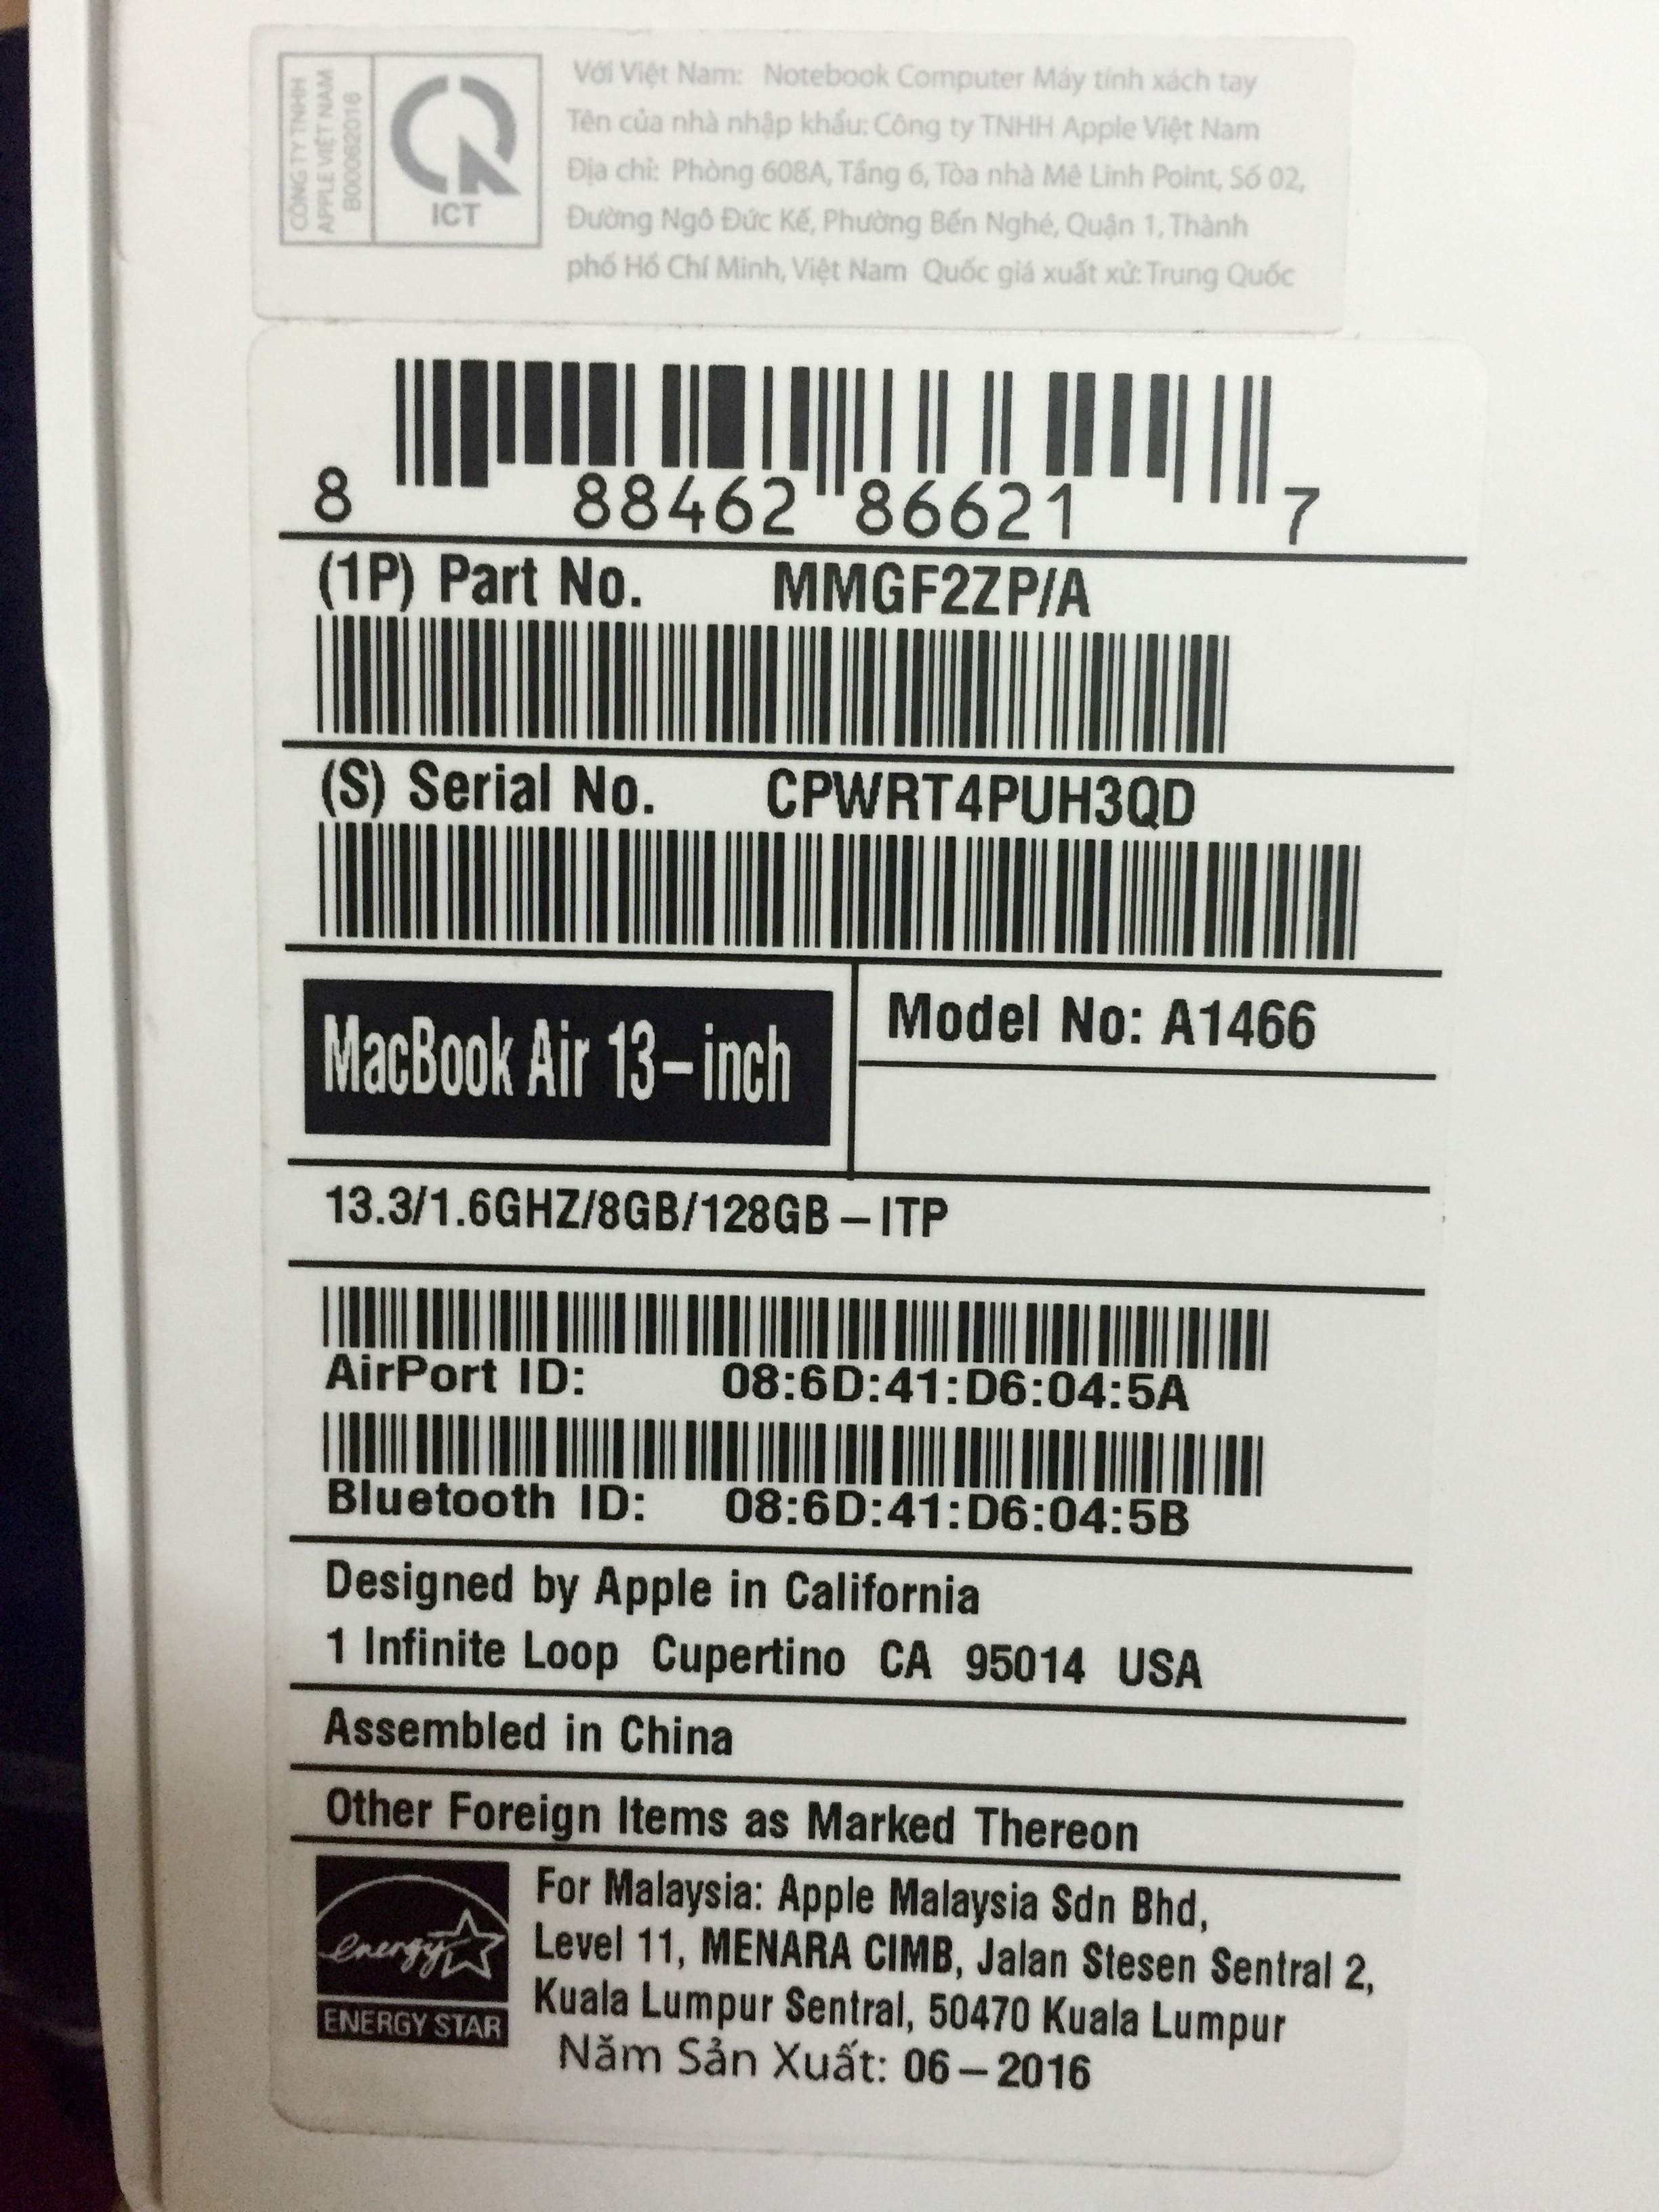 CÔNG TY TNHH
APPLE VIỆT NAM
B000062016
ICT
Với Việt Nam: Notebook Computer Máy tính xách tay
Tên của nhà nhập khẩu: Công ty TNHH Apple Việt Nam
Địa chỉ: Phòng 608A, Tầng 6, Tòa nhà Mê Linh Point, Số 02,
Đường Ngô Đức Kế, Phường Bến Nghé, Quận 1, Thành
phố Hồ Chí Minh, Việt Nam Quốc giá xuất xử: Trung Quốc
8 88462 86621 7
(1P) Part No. MMGF2ZP/A
(S) Serial No. CPWRT4PUH3QD
MacBook Air 13-inch
Model No: A1466
13.3/1.6GHZ/8GB/128GB-ITP
AirPort ID: 08:6D:41:D6:04:5A
Bluetooth ID: 08:6D:41:D6:04:5B
Designed by Apple in California
1 Infinite Loop Cupertino CA 95014 USA
Assembled in China
Other Foreign Items as Marked Thereon
energy
ENERGY STAR
For Malaysia: Apple Malaysia Sdn Bhd,
Level 11, MENARA CIMB, Jalan Stesen Sentral 2,
Kuala Lumpur Sentral, 50470 Kuala Lumpur
Năm Sản Xuất: 06-2016